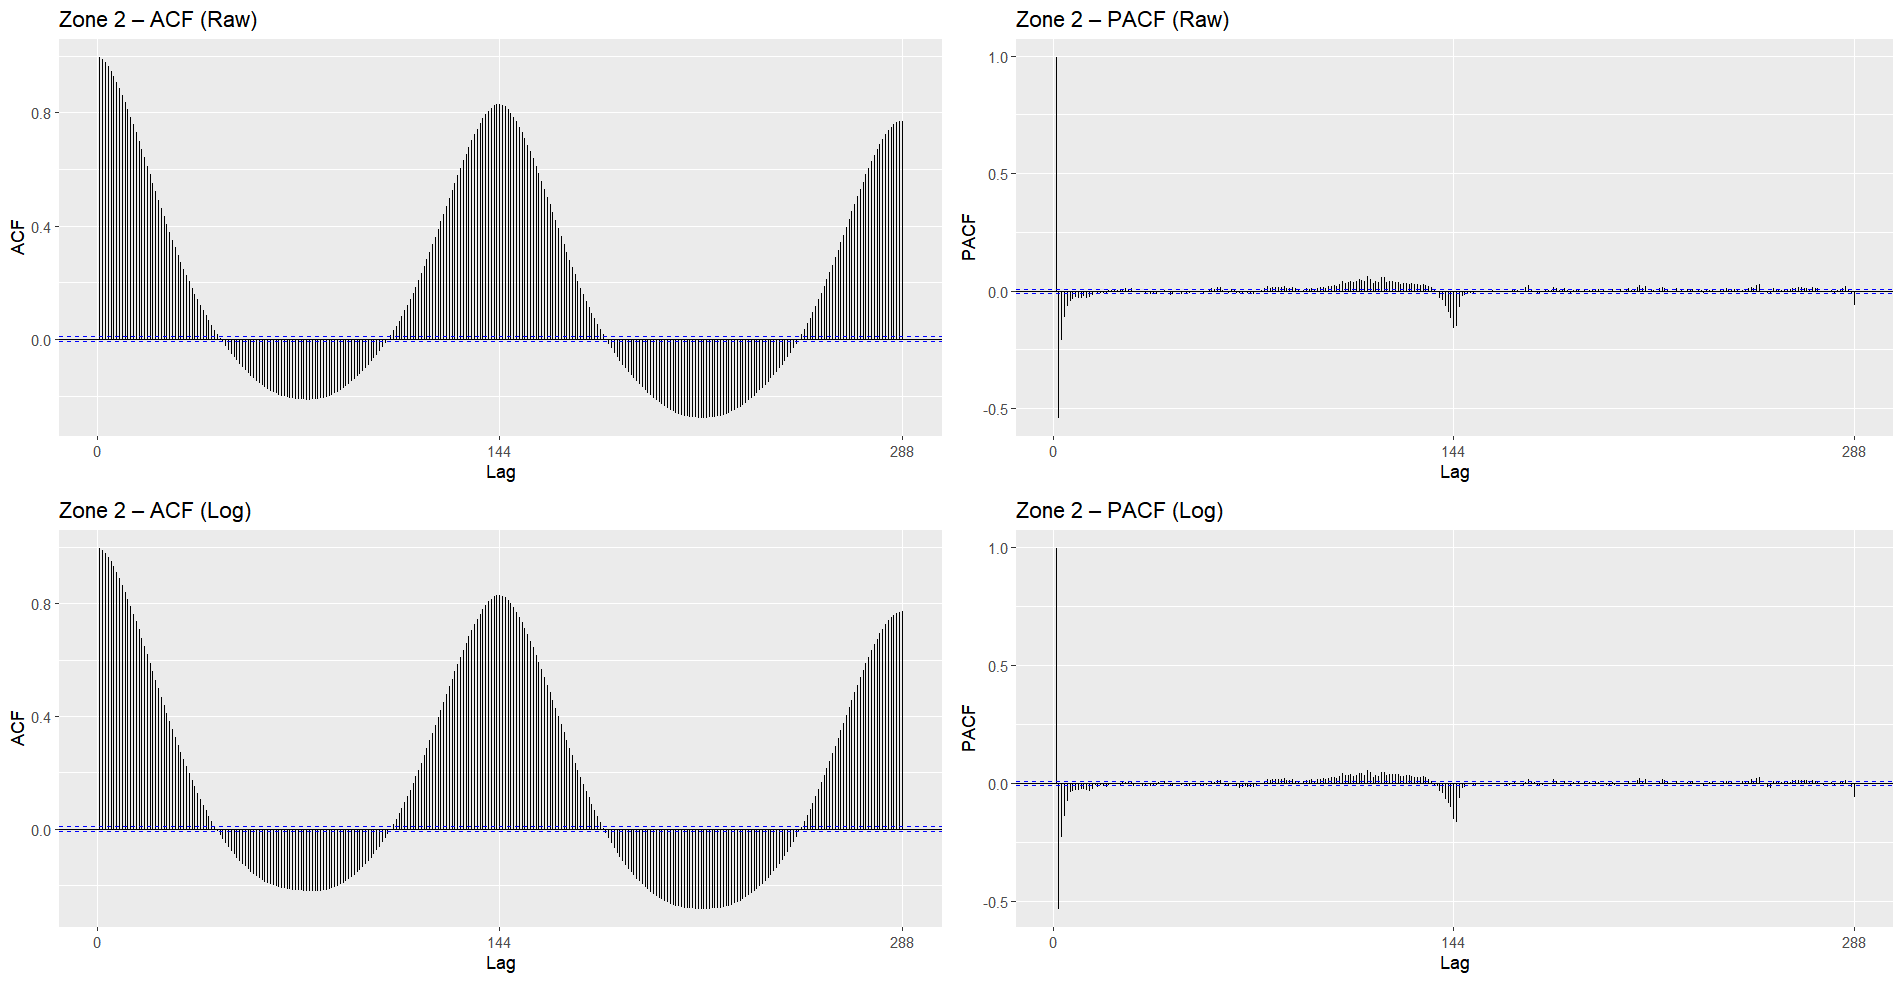 Zone 2 – ACF (Raw)
ACF
0.8
0.4
0.0
0 144 288
Lag
Zone 2 – PACF (Raw)
PACF
1.0
0.5
0.0
-0.5
0 144 288
Lag
Zone 2 – ACF (Log)
ACF
0.8
0.4
0.0
0 144 288
Lag
Zone 2 – PACF (Log)
PACF
1.0
0.5
0.0
-0.5
0 144 288
Lag